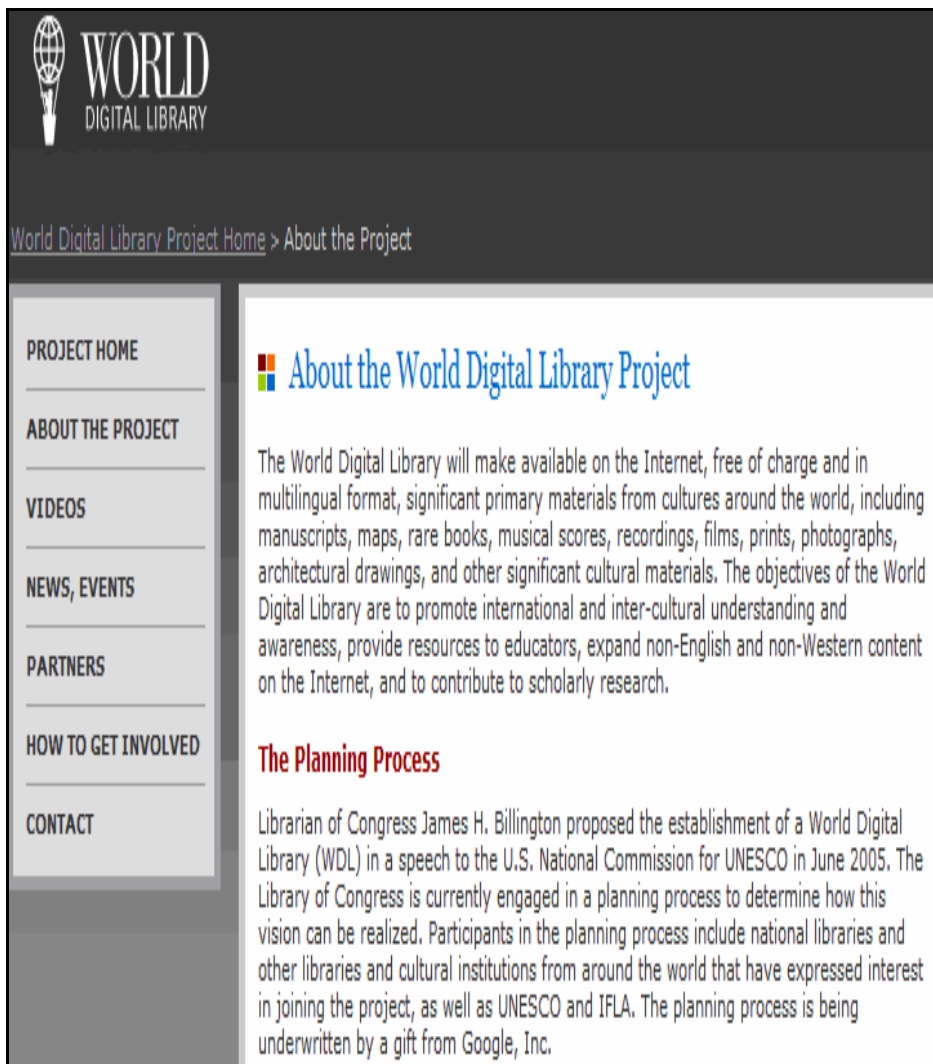 WORLD
DIGITAL LIBRARY
World Digital Library Project Home > About the Project
PROJECT HOME
ABOUT THE PROJECT
VIDEOS
NEWS, EVENTS
PARTNERS
HOW TO GET INVOLVED
CONTACT
About the World Digital Library Project
The World Digital Library will make available on the Internet, free of charge and in
multilingual format, significant primary materials from cultures around the world, including
manuscripts, maps, rare books, musical scores, recordings, films, prints, photographs,
architectural drawings, and other significant cultural materials. The objectives of the World
Digital Library are to promote international and inter-cultural understanding and
awareness, provide resources to educators, expand non-English and non-Western content
on the Internet, and to contribute to scholarly research.
The Planning Process
Librarian of Congress James H. Billington proposed the establishment of a World Digital
Library (WDL) in a speech to the U.S. National Commission for UNESCO in June 2005. The
Library of Congress is currently engaged in a planning process to determine how this
vision can be realized. Participants in the planning process include national libraries and
other libraries and cultural institutions from around the world that have expressed interest
in joining the project, as well as UNESCO and IFLA. The planning process is being
underwritten by a gift from Google, Inc.